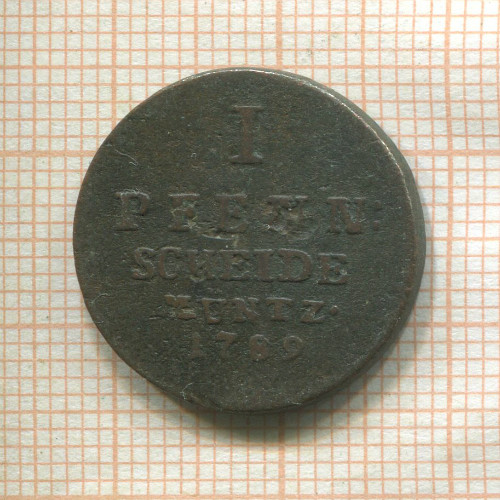 I
PFENN:
SCHEIDE
MUNTZ.
1789